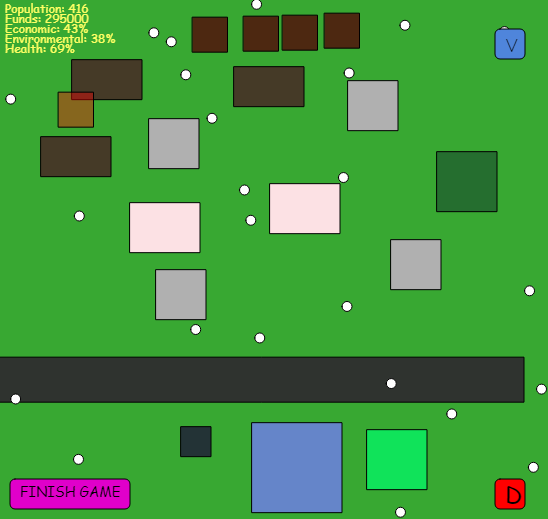 Population: 416
Funds: 295000
Economic: 43%
Environmental: 38%
Health: 69%
V
FINISH GAME
D